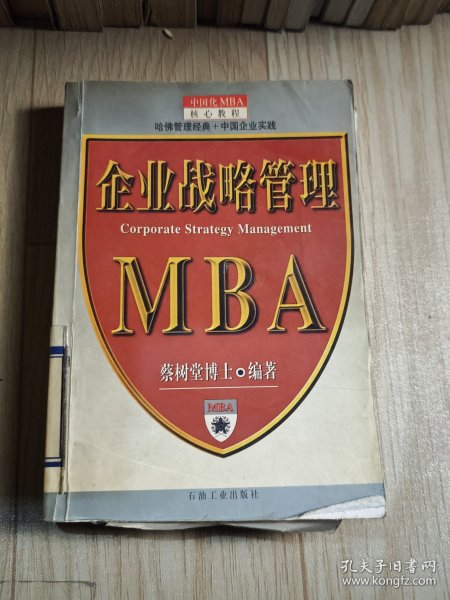 中国化MBA
核心教程
哈佛管理经典+中国企业实践
企业战略管理
Corporate Strategy Management
MBA
蔡树堂博士●编著
MBA
石油工业出版社
孔夫子旧书网
www.kongfz.com